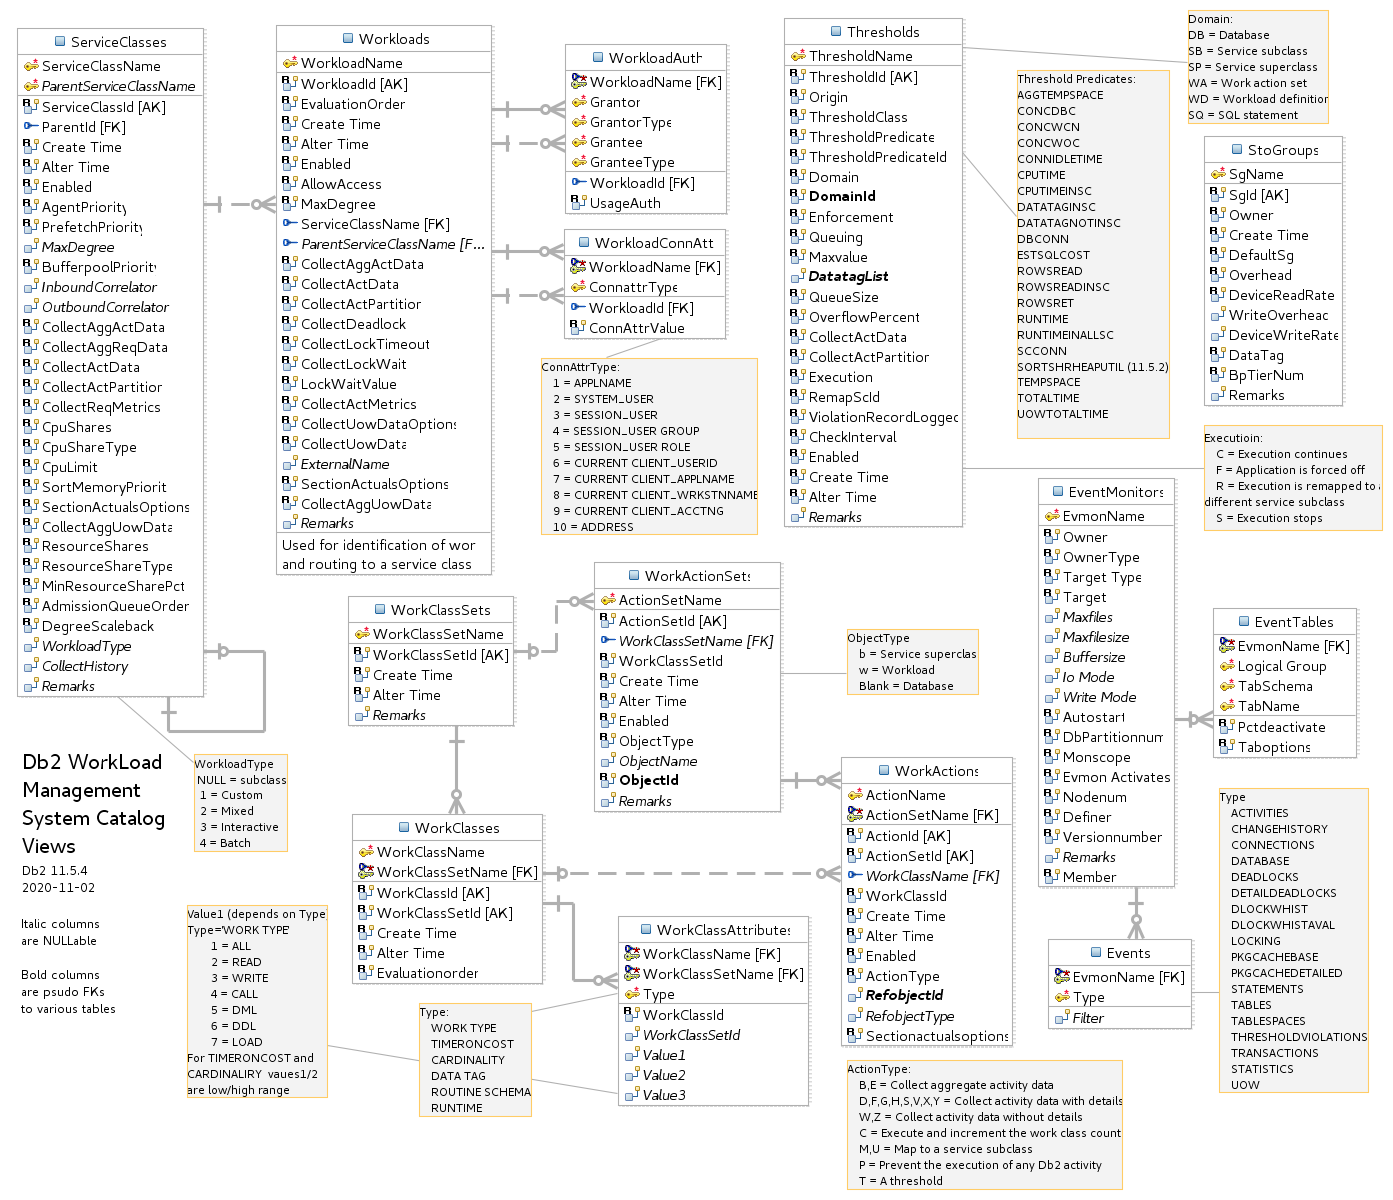 ServiceClasses
ServiceClassName
ParentServiceClassName
ServiceClassId [AK]
ParentId [FK]
Create Time
Alter Time
Enabled
AgentPriority
PrefetchPriority
MaxDegree
BufferpoolPriority
InboundCorrelator
OutboundCorrelator
CollectAggActData
CollectAggReqData
CollectActData
CollectActPartition
CollectReqMetrics
CpuShares
CpuShareType
CpuLimit
SortMemoryPriorit
SectionActualsOptions
CollectAggUowData
ResourceShares
ResourceShareType
MinResourceSharePct
AdmissionQueueOrder
DegreeScaleback
WorkloadType
CollectHistory
Remarks
Workloads
WorkloadName
WorkloadId [AK]
EvaluationOrder
Create Time
Alter Time
Enabled
AllowAccess
MaxDegree
ServiceClassName [FK]
ParentServiceClassName [F...
CollectAggActData
CollectActData
CollectActPartition
CollectDeadlock
CollectLockTimeout
CollectLockWait
LockWaitValue
CollectActMetrics
CollectUowDataOptions
CollectUowData
ExternalName
SectionActualsOptions
CollectAggUowData
Remarks
Used for identification of wor
and routing to a service class
WorkloadAuth
WorkloadName [FK]
Grantor
GrantorType
Grantee
GranteeType
WorkloadId [FK]
UsageAuth
WorkloadConnAtt
WorkloadName [FK]
ConnattrType
WorkloadId [FK]
ConnAttrValue
ConnAttrType:
1 = APPLNAME
2 = SYSTEM_USER
3 = SESSION_USER
4 = SESSION_USER GROUP
5 = SESSION_USER ROLE
6 = CURRENT CLIENT_USERID
7 = CURRENT CLIENT_APPLNAME
8 = CURRENT CLIENT_WRKSTNNAME
9 = CURRENT CLIENT_ACCTNG
10 = ADDRESS
Thresholds
ThresholdName
ThresholdId [AK]
Origin
ThresholdClass
ThresholdPredicate
ThresholdPredicateId
Domain
DomainId
Enforcement
Queuing
Maxvalue
DatatagList
QueueSize
OverflowPercent
CollectActData
CollectActPartition
Execution
RemapScId
ViolationRecordLogged
CheckInterval
Enabled
Create Time
Alter Time
Remarks
Domain:
DB = Database
SB = Service subclass
SP = Service superclass
WA = Work action set
WD = Workload definition
SQ = SQL statement
Threshold Predicates:
AGGTEMPSPACE
CONCDBC
CONCWCN
CONCWOC
CONNIDLETIME
CPUTIME
CPUTIMEINSC
DATATAGINSC
DATATAGNOTINSC
DBCONN
ESTSQLCOST
ROWSREAD
ROWSREADINSC
ROWSRET
RUNTIME
RUNTIMEINALLSC
SCCONN
SORTSHRHEAPUTIL (11.5.2)
TEMPSPACE
TOTALTIME
UOWTOTALTIME
StoGroups
SgName
SgId [AK]
Owner
Create Time
DefaultSg
Overhead
DeviceReadRate
WriteOverheac
DeviceWriteRate
DataTag
BpTierNum
Remarks
Executioin:
C = Execution continues
F = Application is forced off
R = Execution is remapped to a
different service subclass
S = Execution stops
EventMonitors
EvmonName
Owner
OwnerType
Target Type
Target
Maxfiles
Maxfilesize
Buffersize
Io Mode
Write Mode
Autostart
DbPartitionnum
Monscope
Evmon Activates
Nodenum
Definer
Versionnumber
Remarks
Member
EventTables
EvmonName [FK]
Logical Group
TabSchema
TabName
Pctdeactivate
Taboptions
Events
EvmonName [FK]
Type
Filter
Type
ACTIVITIES
CHANGEHISTORY
CONNECTIONS
DATABASE
DEADLOCKS
DETAILDEADLOCKS
DLOCKWHIST
DLOCKWHISTAVAL
LOCKING
PKGCACHEBASE
PKGCACHEDETAILED
STATEMENTS
TABLES
TABLESPACES
THRESHOLDVIOLATIONS
TRANSACTIONS
STATISTICS
UOW
WorkClassSets
WorkClassSetName
WorkClassSetId [AK]
Create Time
Alter Time
Remarks
WorkActionSets
ActionSetName
ActionSetId [AK]
WorkClassSetName [FK]
WorkClassSetId
Create Time
Alter Time
Enabled
ObjectType
ObjectName
ObjectId
Remarks
ObjectType
b = Service superclas
w = Workload
Blank = Database
WorkActions
ActionName
ActionSetName [FK]
ActionId [AK]
ActionSetId [AK]
WorkClassName [FK]
WorkClassId
Create Time
Alter Time
Enabled
ActionType
RefobjectId
RefobjectType
Sectionactualsoptions
WorkClasses
WorkClassName
WorkClassSetName [FK]
WorkClassId [AK]
WorkClassSetId [AK]
Create Time
Alter Time
Evaluationorder
WorkClassAttributes
WorkClassName [FK]
WorkClassSetName [FK]
Type
WorkClassId
WorkClassSetId
Value1
Value2
Value3
Db2 WorkLoad
Management
System Catalog
Views
Db2 11.5.4
2020-11-02
Italic columns
are NULLable
Bold columns
are psudo FKs
to various tables
WorkloadType
NULL = subclass
1 = Custom
2 = Mixed
3 = Interactive
4 = Batch
Value1 (depends on Type
Type='WORK TYPE'
1 = ALL
2 = READ
3 = WRITE
4 = CALL
5 = DML
6 = DDL
7 = LOAD
For TIMERONCOST and
CARDINALIRY vaues1/2
are low/high range
Type:
WORK TYPE
TIMERONCOST
CARDINALITY
DATA TAG
ROUTINE SCHEMA
RUNTIME
ActionType:
B,E = Collect aggregate activity data
D,F,G,H,S,V,X,Y = Collect activity data with details
W,Z = Collect activity data without details
C = Execute and increment the work class count
M,U = Map to a service subclass
P = Prevent the execution of any Db2 activity
T = A threshold